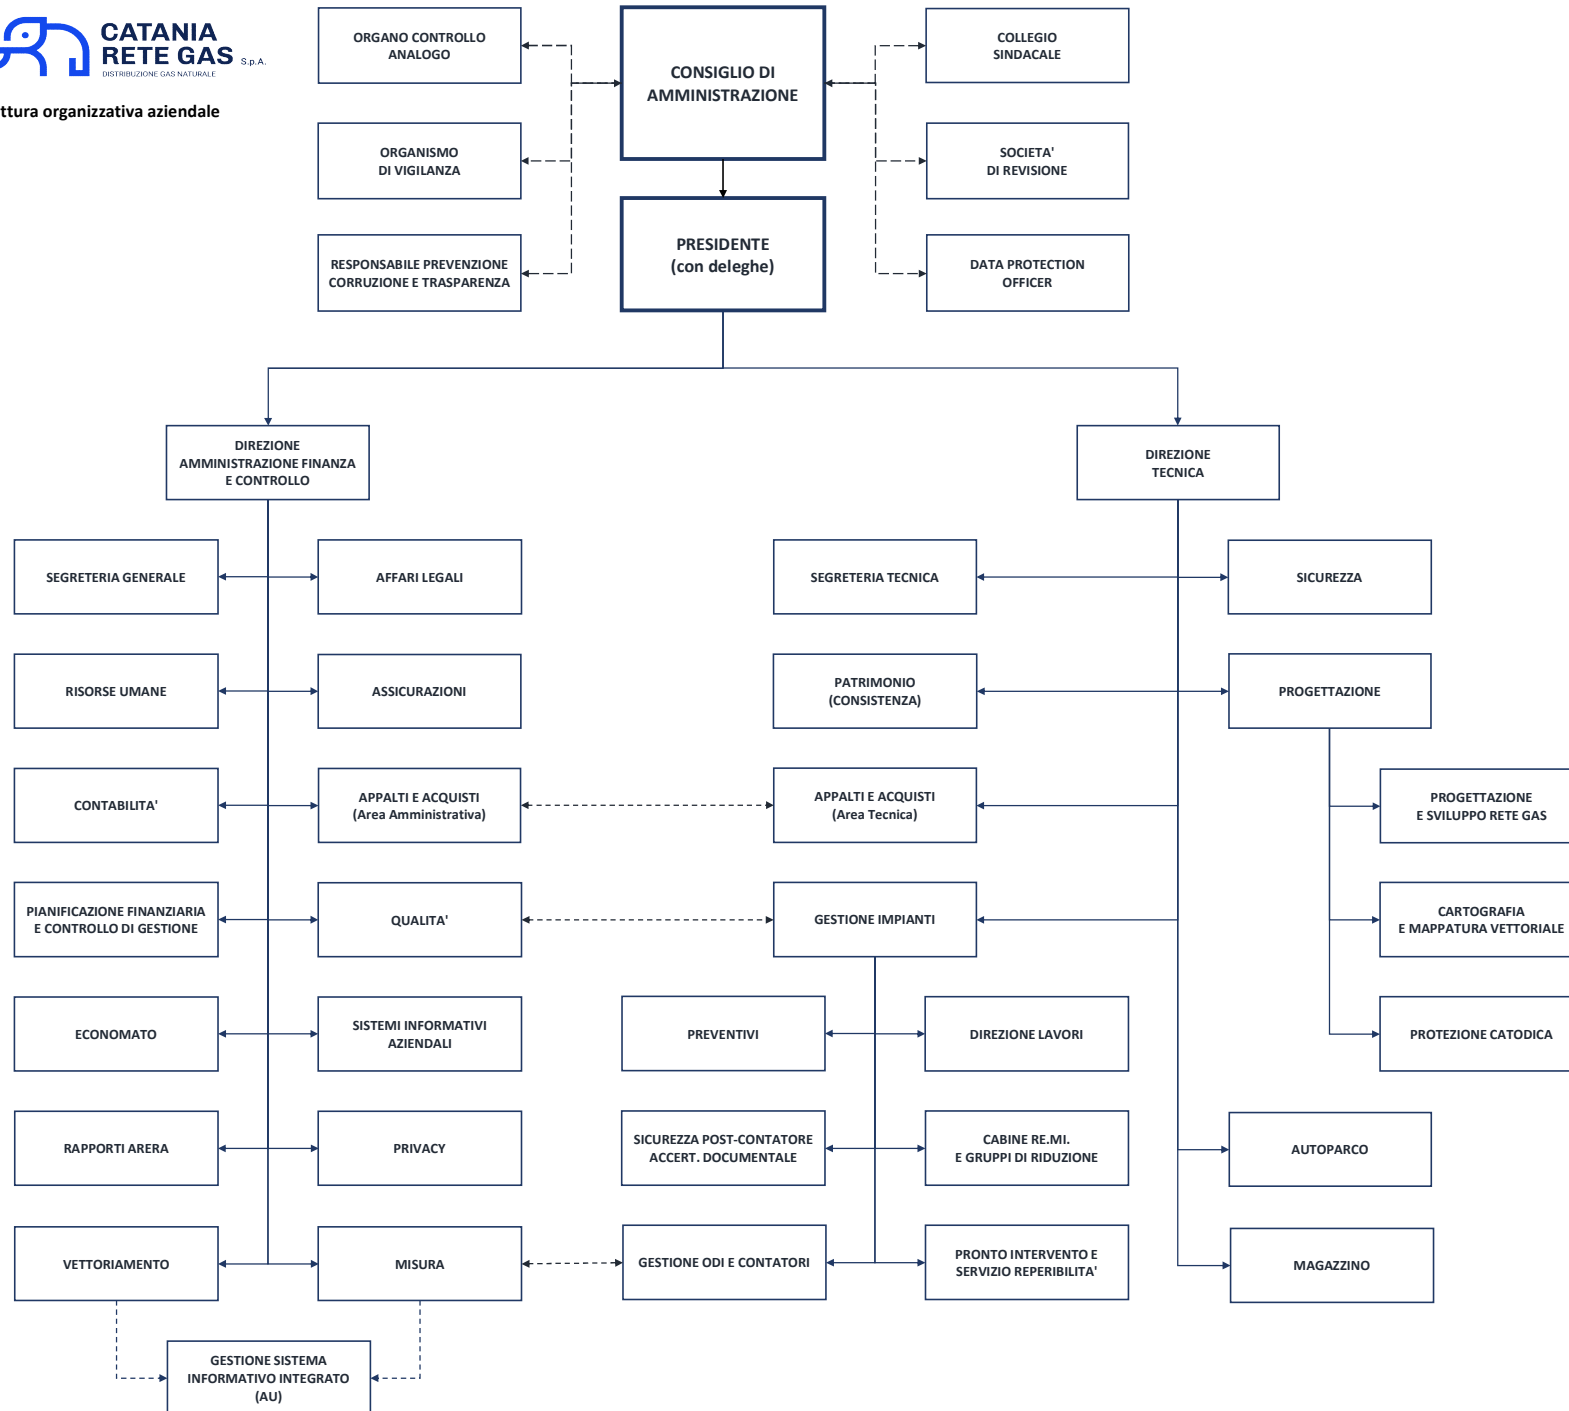 CATANIA
RETE GAS S.p.A.
DISTRIBUZIONE GAS NATURALE
ttura organizzativa aziendale
ORGANO CONTROLLO
ANALOGO
CONSIGLIO DI
AMMINISTRAZIONE
COLLEGIO
SINDACALE
ORGANISMO
DI VIGILANZA
SOCIETA'
DI REVISIONE
PRESIDENTE
(con deleghe)
RESPONSABILE PREVENZIONE
CORRUZIONE E TRASPARENZA
DATA PROTECTION
OFFICER
DIREZIONE
AMMINISTRAZIONE FINANZA
E CONTROLLO
DIREZIONE
TECNICA
SEGRETERIA GENERALE
AFFARI LEGALI
SEGRETERIA TECNICA
SICUREZZA
RISORSE UMANE
ASSICURAZIONI
PATRIMONIO
(CONSISTENZA)
PROGETTAZIONE
CONTABILITA'
APPALTI E ACQUISTI
(Area Amministrativa)
APPALTI E ACQUISTI
(Area Tecnica)
PROGETTAZIONE
E SVILUPPO RETE GAS
PIANIFICAZIONE FINANZIARIA
E CONTROLLO DI GESTIONE
QUALITA'
GESTIONE IMPIANTI
CARTOGRAFIA
E MAPPATURA VETTORIALE
ECONOMATO
SISTEMI INFORMATIVI
AZIENDALI
PREVENTIVI
DIREZIONE LAVORI
PROTEZIONE CATODICA
RAPPORTI ARERA
PRIVACY
SICUREZZA POST-CONTATORE
ACCERT. DOCUMENTALE
CABINE RE.MI.
E GRUPPI DI RIDUZIONE
AUTOPARCO
VETTORIAMENTO
MISURA
GESTIONE ODI E CONTATORI
PRONTO INTERVENTO E
SERVIZIO REPERIBILITA'
MAGAZZINO
GESTIONE SISTEMA
INFORMATIVO INTEGRATO
(AU)